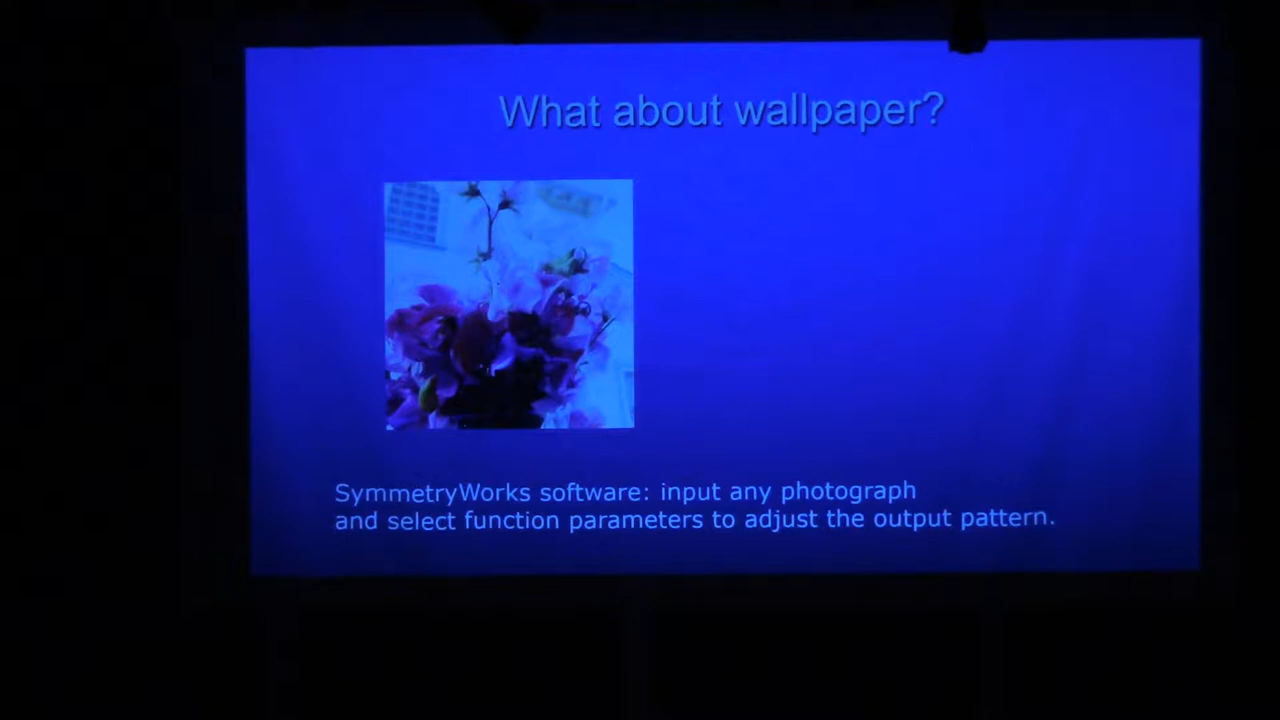 What about wallpaper?
SymmetryWorks software: input any photograph
and select function parameters to adjust the output pattern.